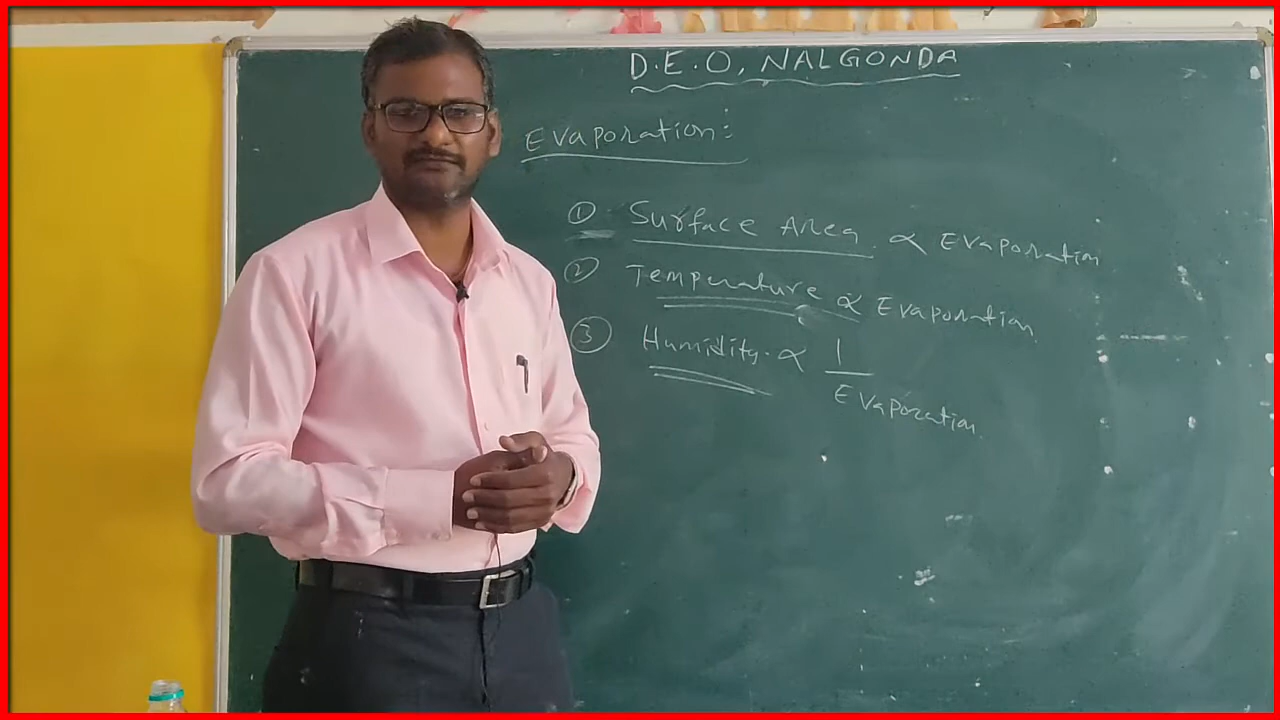 D.E.O, NALGONDA
Evaporation:
① Surface Area ∝ Evaporation
② Temperature ∝ Evaporation
③ Humidity ∝ 1
Evaporation